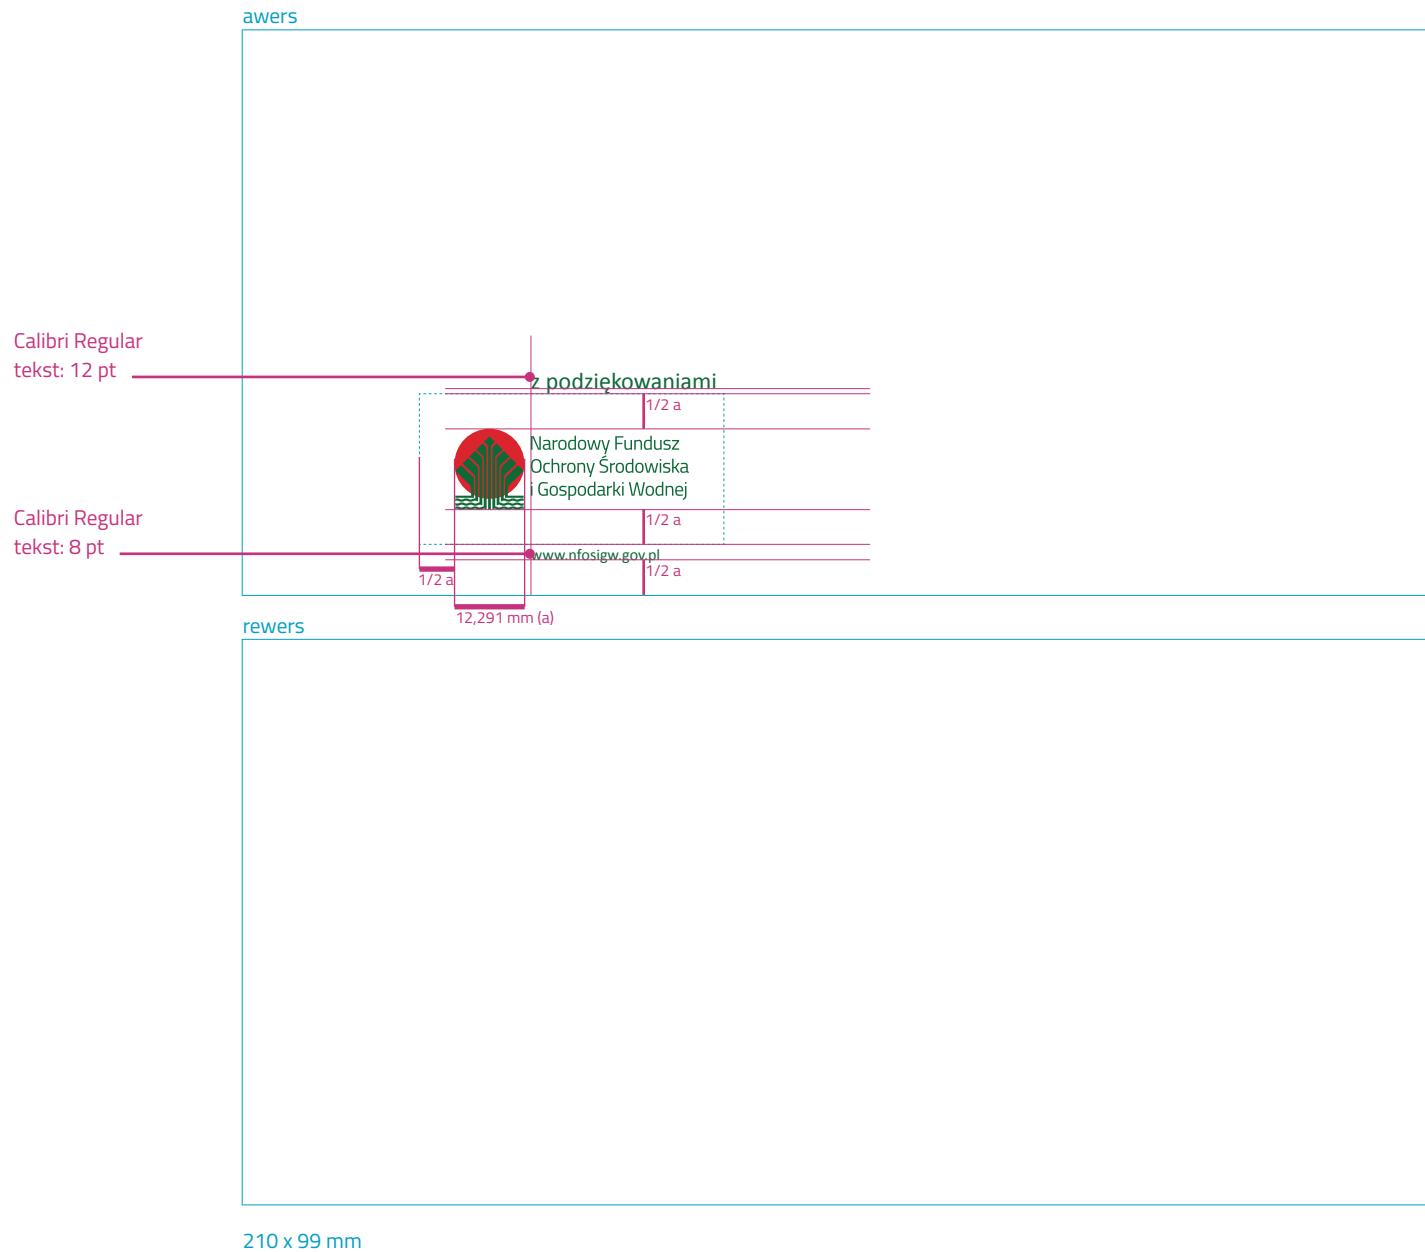 awers
Calibri Regular
tekst: 12 pt
z podziękowaniami
1/2 a
Narodowy Fundusz
Ochrony Środowiska
i Gospodarki Wodnej
Calibri Regular
tekst: 8 pt
1/2 a
www.nfosigw.gov.pl
1/2 a
1/2 a
12,291 mm (a)
rewers
210 x 99 mm